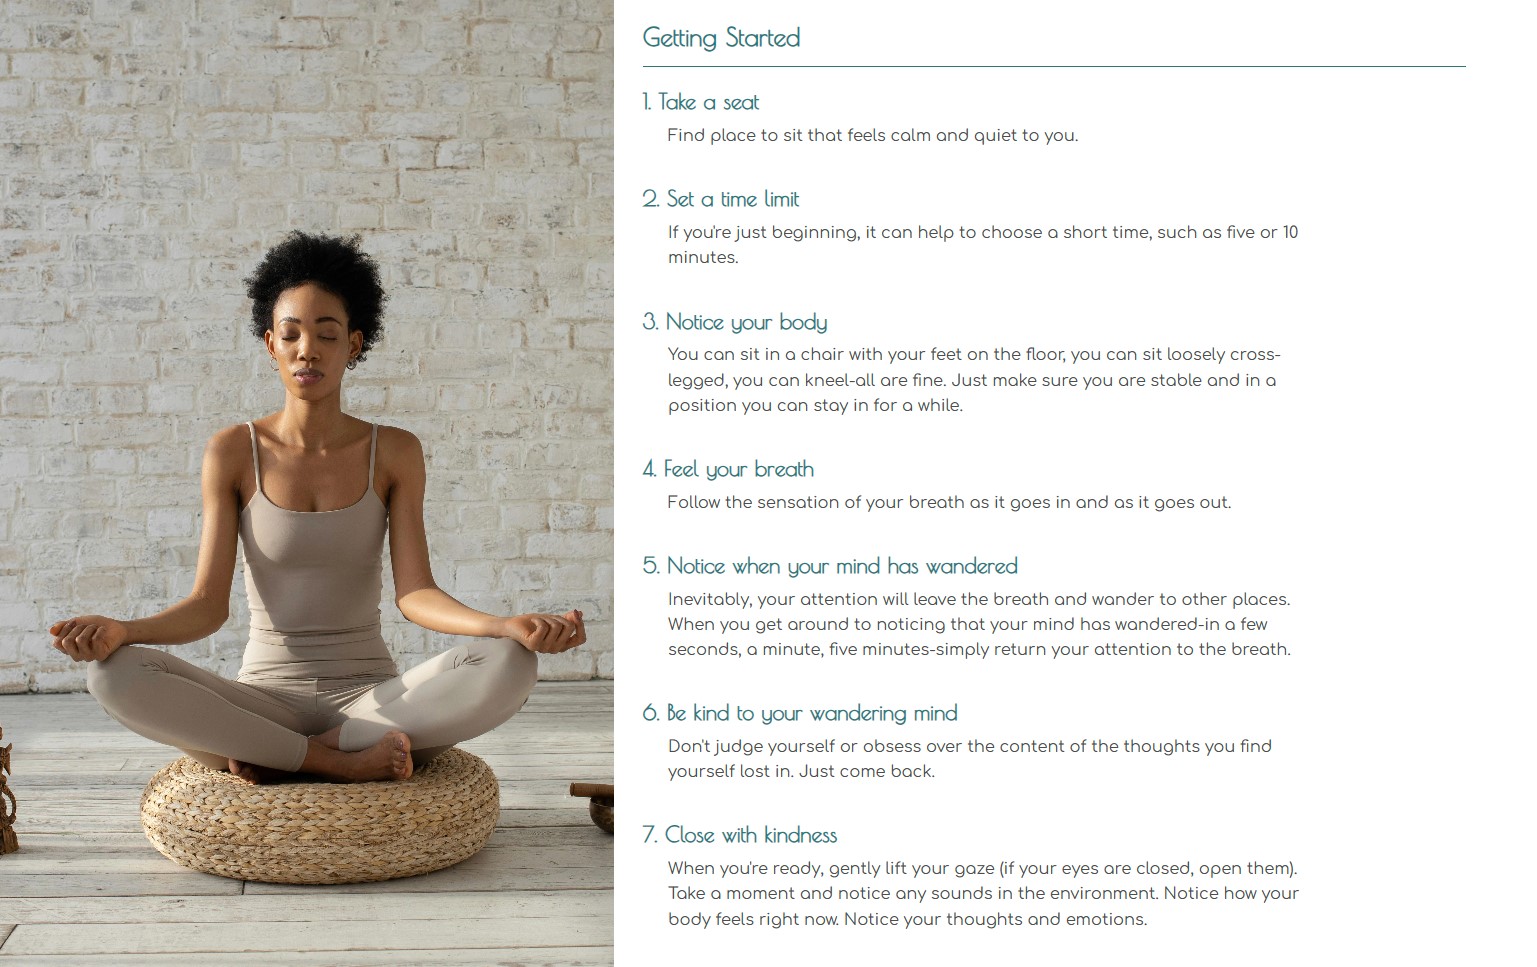 Getting Started
1. Take a seat
Find place to sit that feels calm and quiet to you.
2. Set a time limit
If you're just beginning, it can help to choose a short time, such as five or 10
minutes.
3. Notice your body
You can sit in a chair with your feet on the floor, you can sit loosely cross-
legged, you can kneel-all are fine. Just make sure you are stable and in a
position you can stay in for a while.
4. Feel your breath
Follow the sensation of your breath as it goes in and as it goes out.
5. Notice when your mind has wandered
Inevitably, your attention will leave the breath and wander to other places.
When you get around to noticing that your mind has wandered-in a few
seconds, a minute, five minutes-simply return your attention to the breath.
6. Be kind to your wandering mind
Don't judge yourself or obsess over the content of the thoughts you find
yourself lost in. Just come back.
7. Close with kindness
When you're ready, gently lift your gaze (if your eyes are closed, open them).
Take a moment and notice any sounds in the environment. Notice how your
body feels right now. Notice your thoughts and emotions.